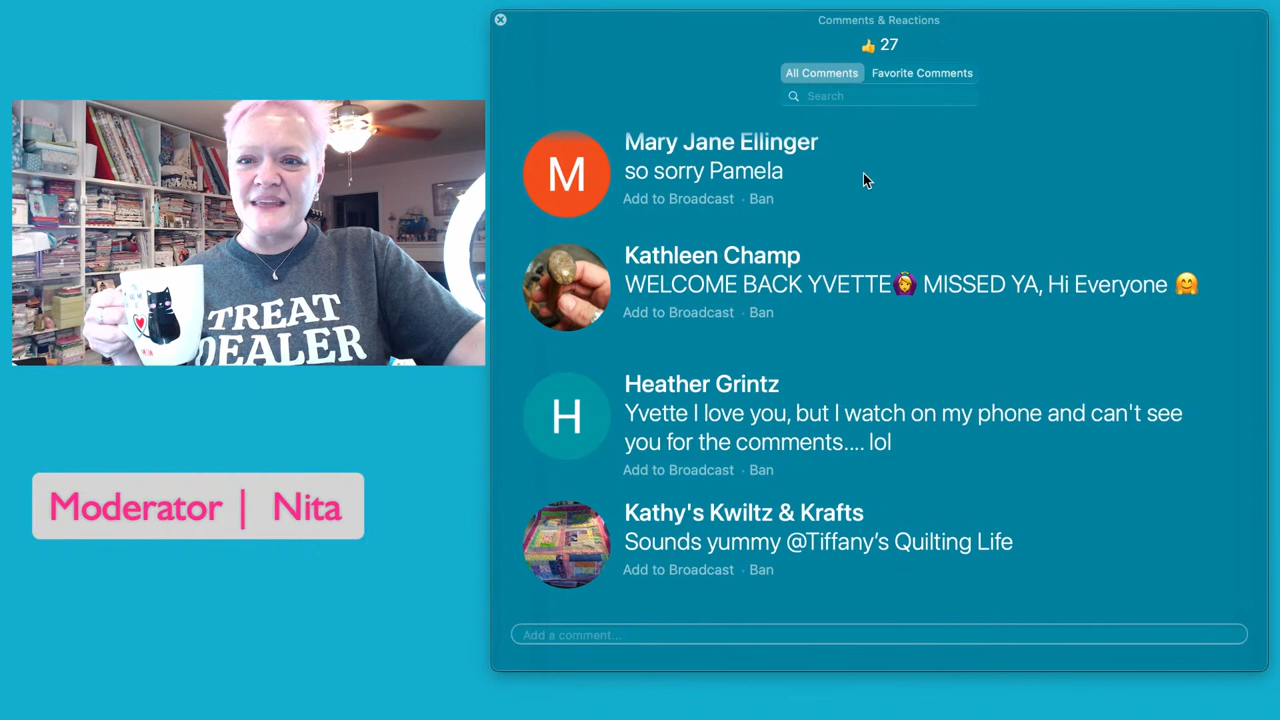 Comments & Reactions
👍 27
All Comments Favorite Comments
Search
Mary Jane Ellinger
so sorry Pamela
Add to Broadcast · Ban
Kathleen Champ
WELCOME BACK YVETTE🙆‍♀️ MISSED YA, Hi Everyone 🤗
Add to Broadcast · Ban
Heather Grintz
Yvette I love you, but I watch on my phone and can't see
you for the comments.... lol
Add to Broadcast · Ban
Kathy's Kwiltz & Krafts
Sounds yummy @Tiffany's Quilting Life
Add to Broadcast · Ban
Add a comment...
TREAT
DEALER
Moderator | Nita